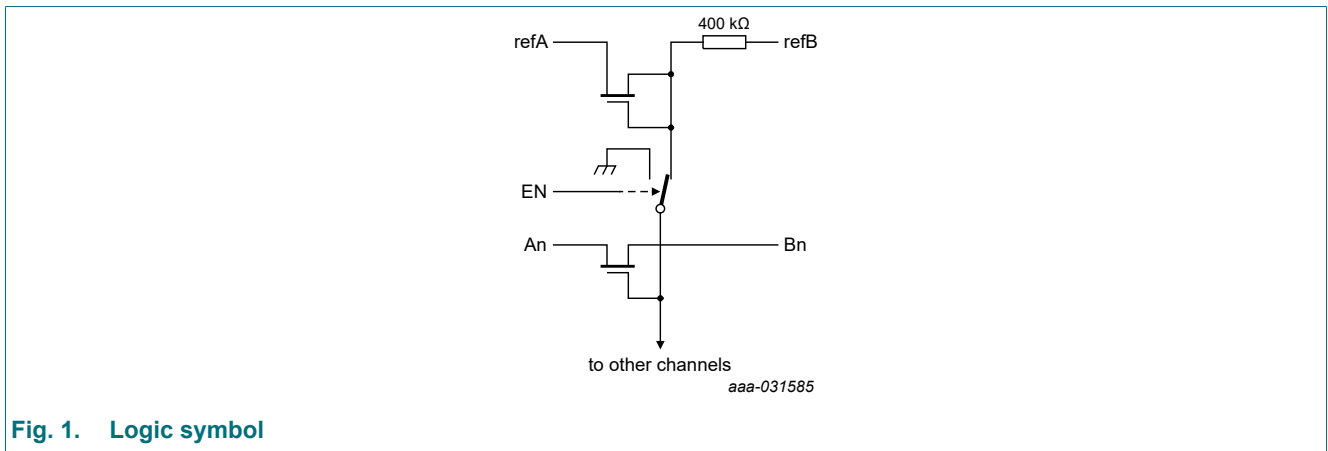 400 kΩ
refA
refB
EN
An
Bn
to other channels
aaa-031585
Fig. 1. Logic symbol